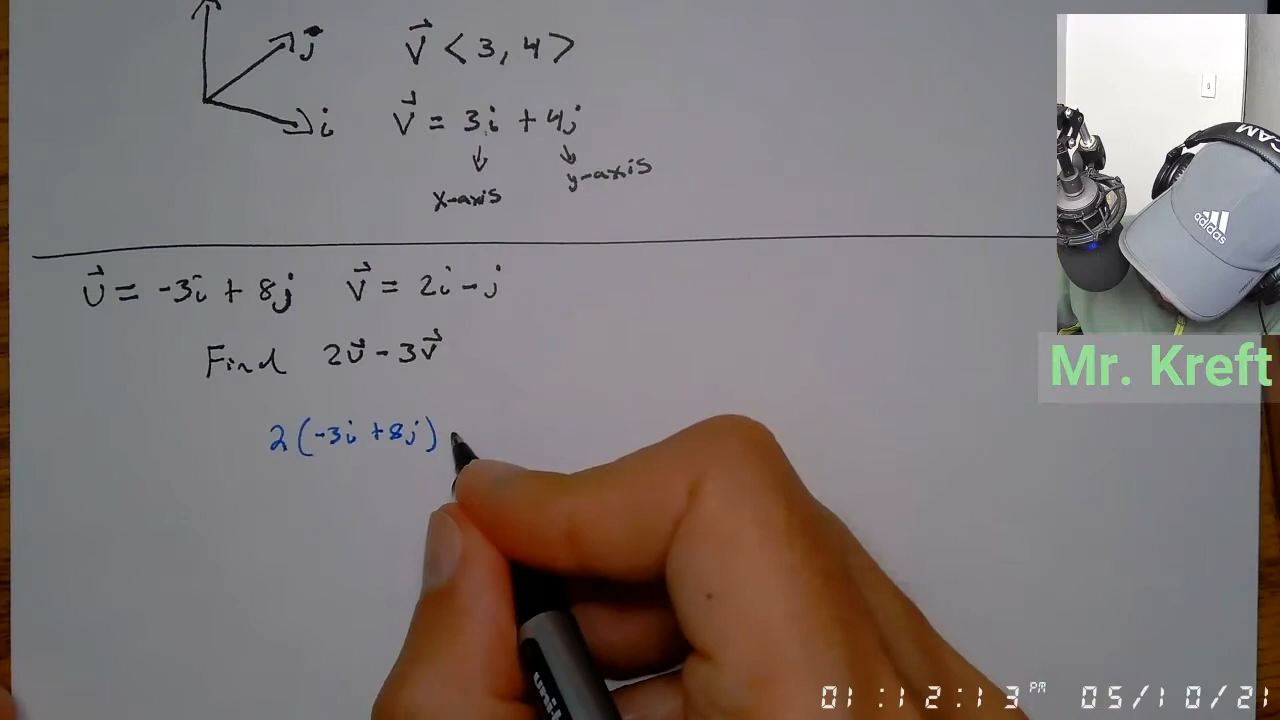 j v⃗ <3, 4>
i v⃗ = 3i + 4j
x-axis y-axis
u⃗ = -3i + 8j v⃗ = 2i - j
Find 2u⃗ - 3v⃗
2(-3i + 8j)
adidas
Mr. Kreft
01:12:13 PM 05/10/21